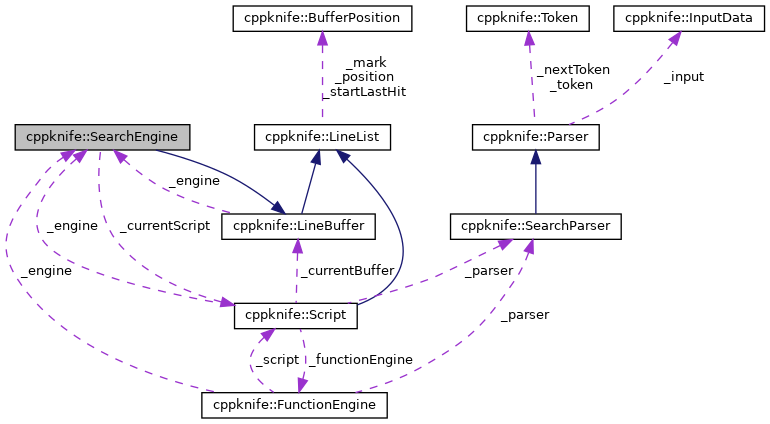 cppknife::BufferPosition
cppknife::Token
cppknife::InputData
_mark
_position
_startLastHit
_nextToken
_token
_input
cppknife::SearchEngine
cppknife::LineList
cppknife::Parser
_engine
cppknife::LineBuffer
cppknife::SearchParser
_engine
_currentScript
_engine
_currentBuffer
_parser
cppknife::Script
_parser
_script
_functionEngine
cppknife::FunctionEngine